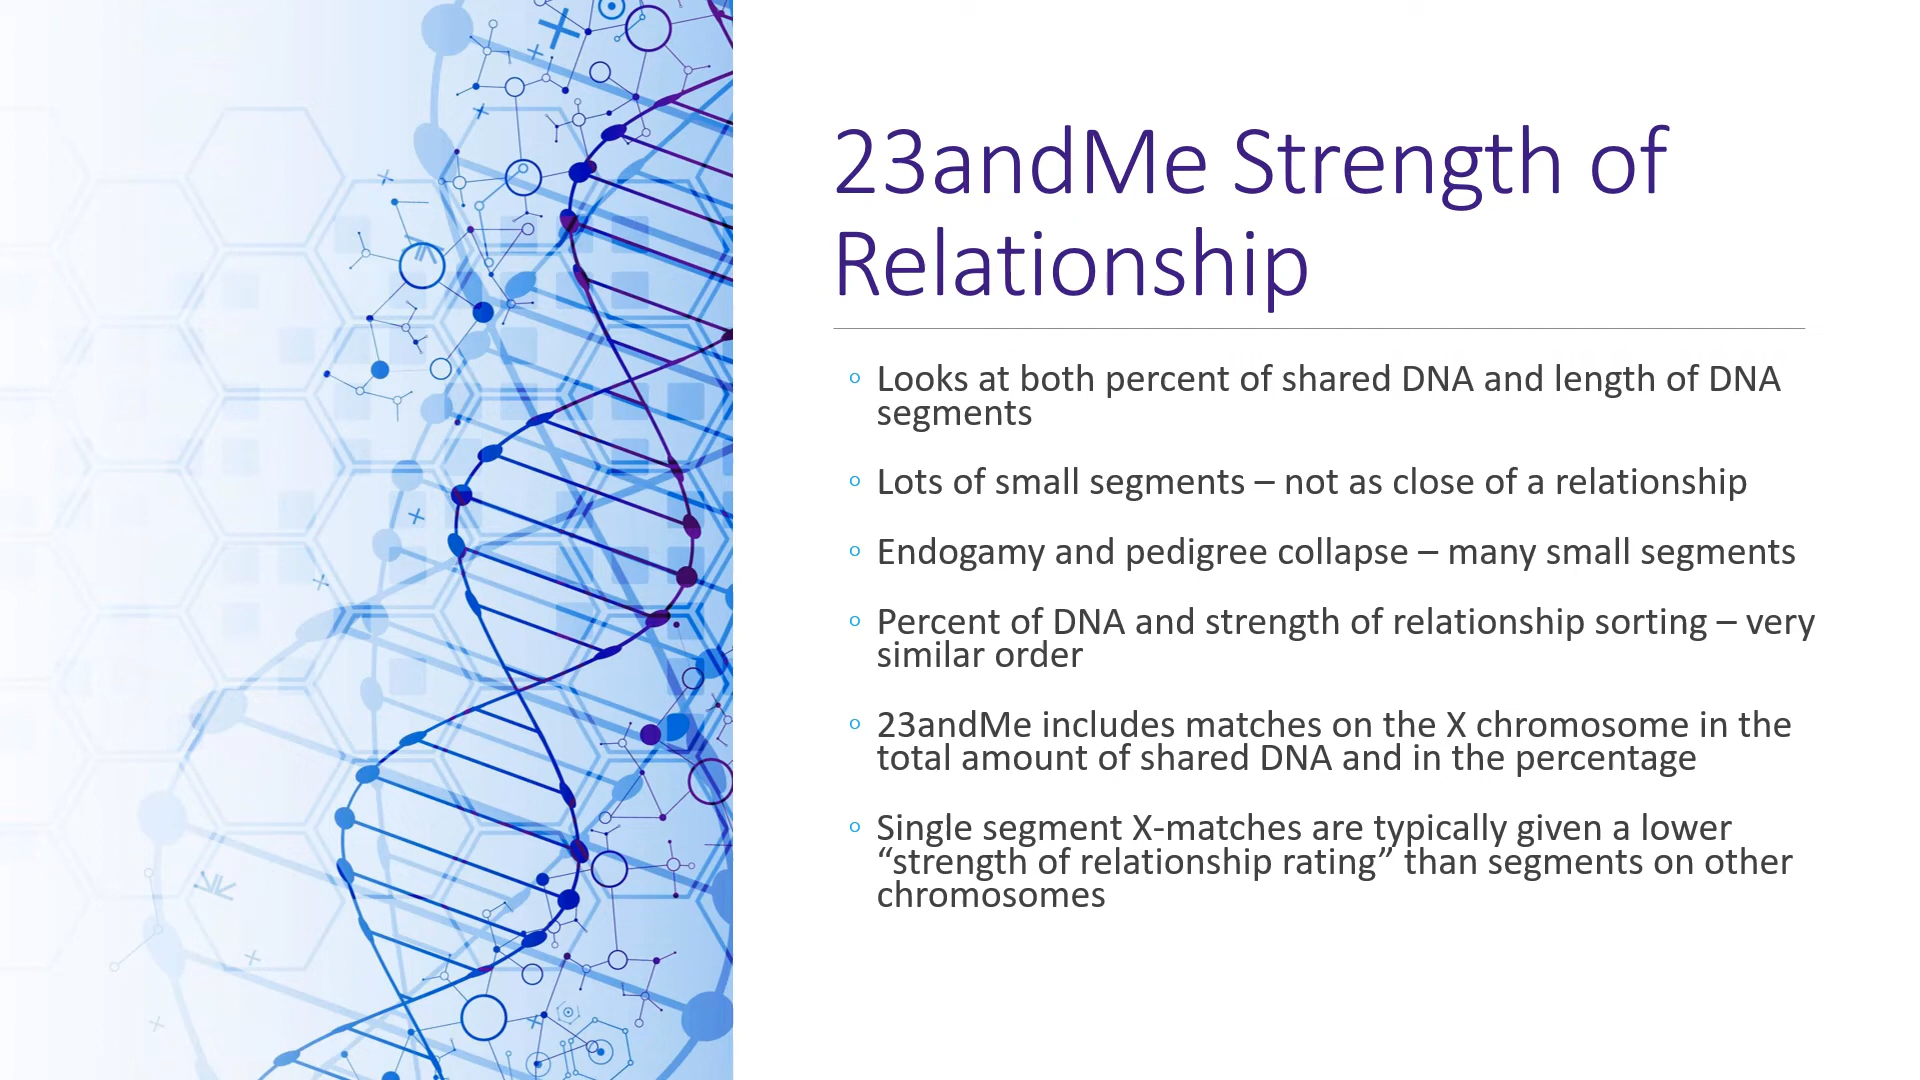 23andMe Strength of
Relationship
◦ Looks at both percent of shared DNA and length of DNA
segments
◦ Lots of small segments – not as close of a relationship
◦ Endogamy and pedigree collapse – many small segments
◦ Percent of DNA and strength of relationship sorting – very
similar order
◦ 23andMe includes matches on the X chromosome in the
total amount of shared DNA and in the percentage
◦ Single segment X-matches are typically given a lower
“strength of relationship rating” than segments on other
chromosomes